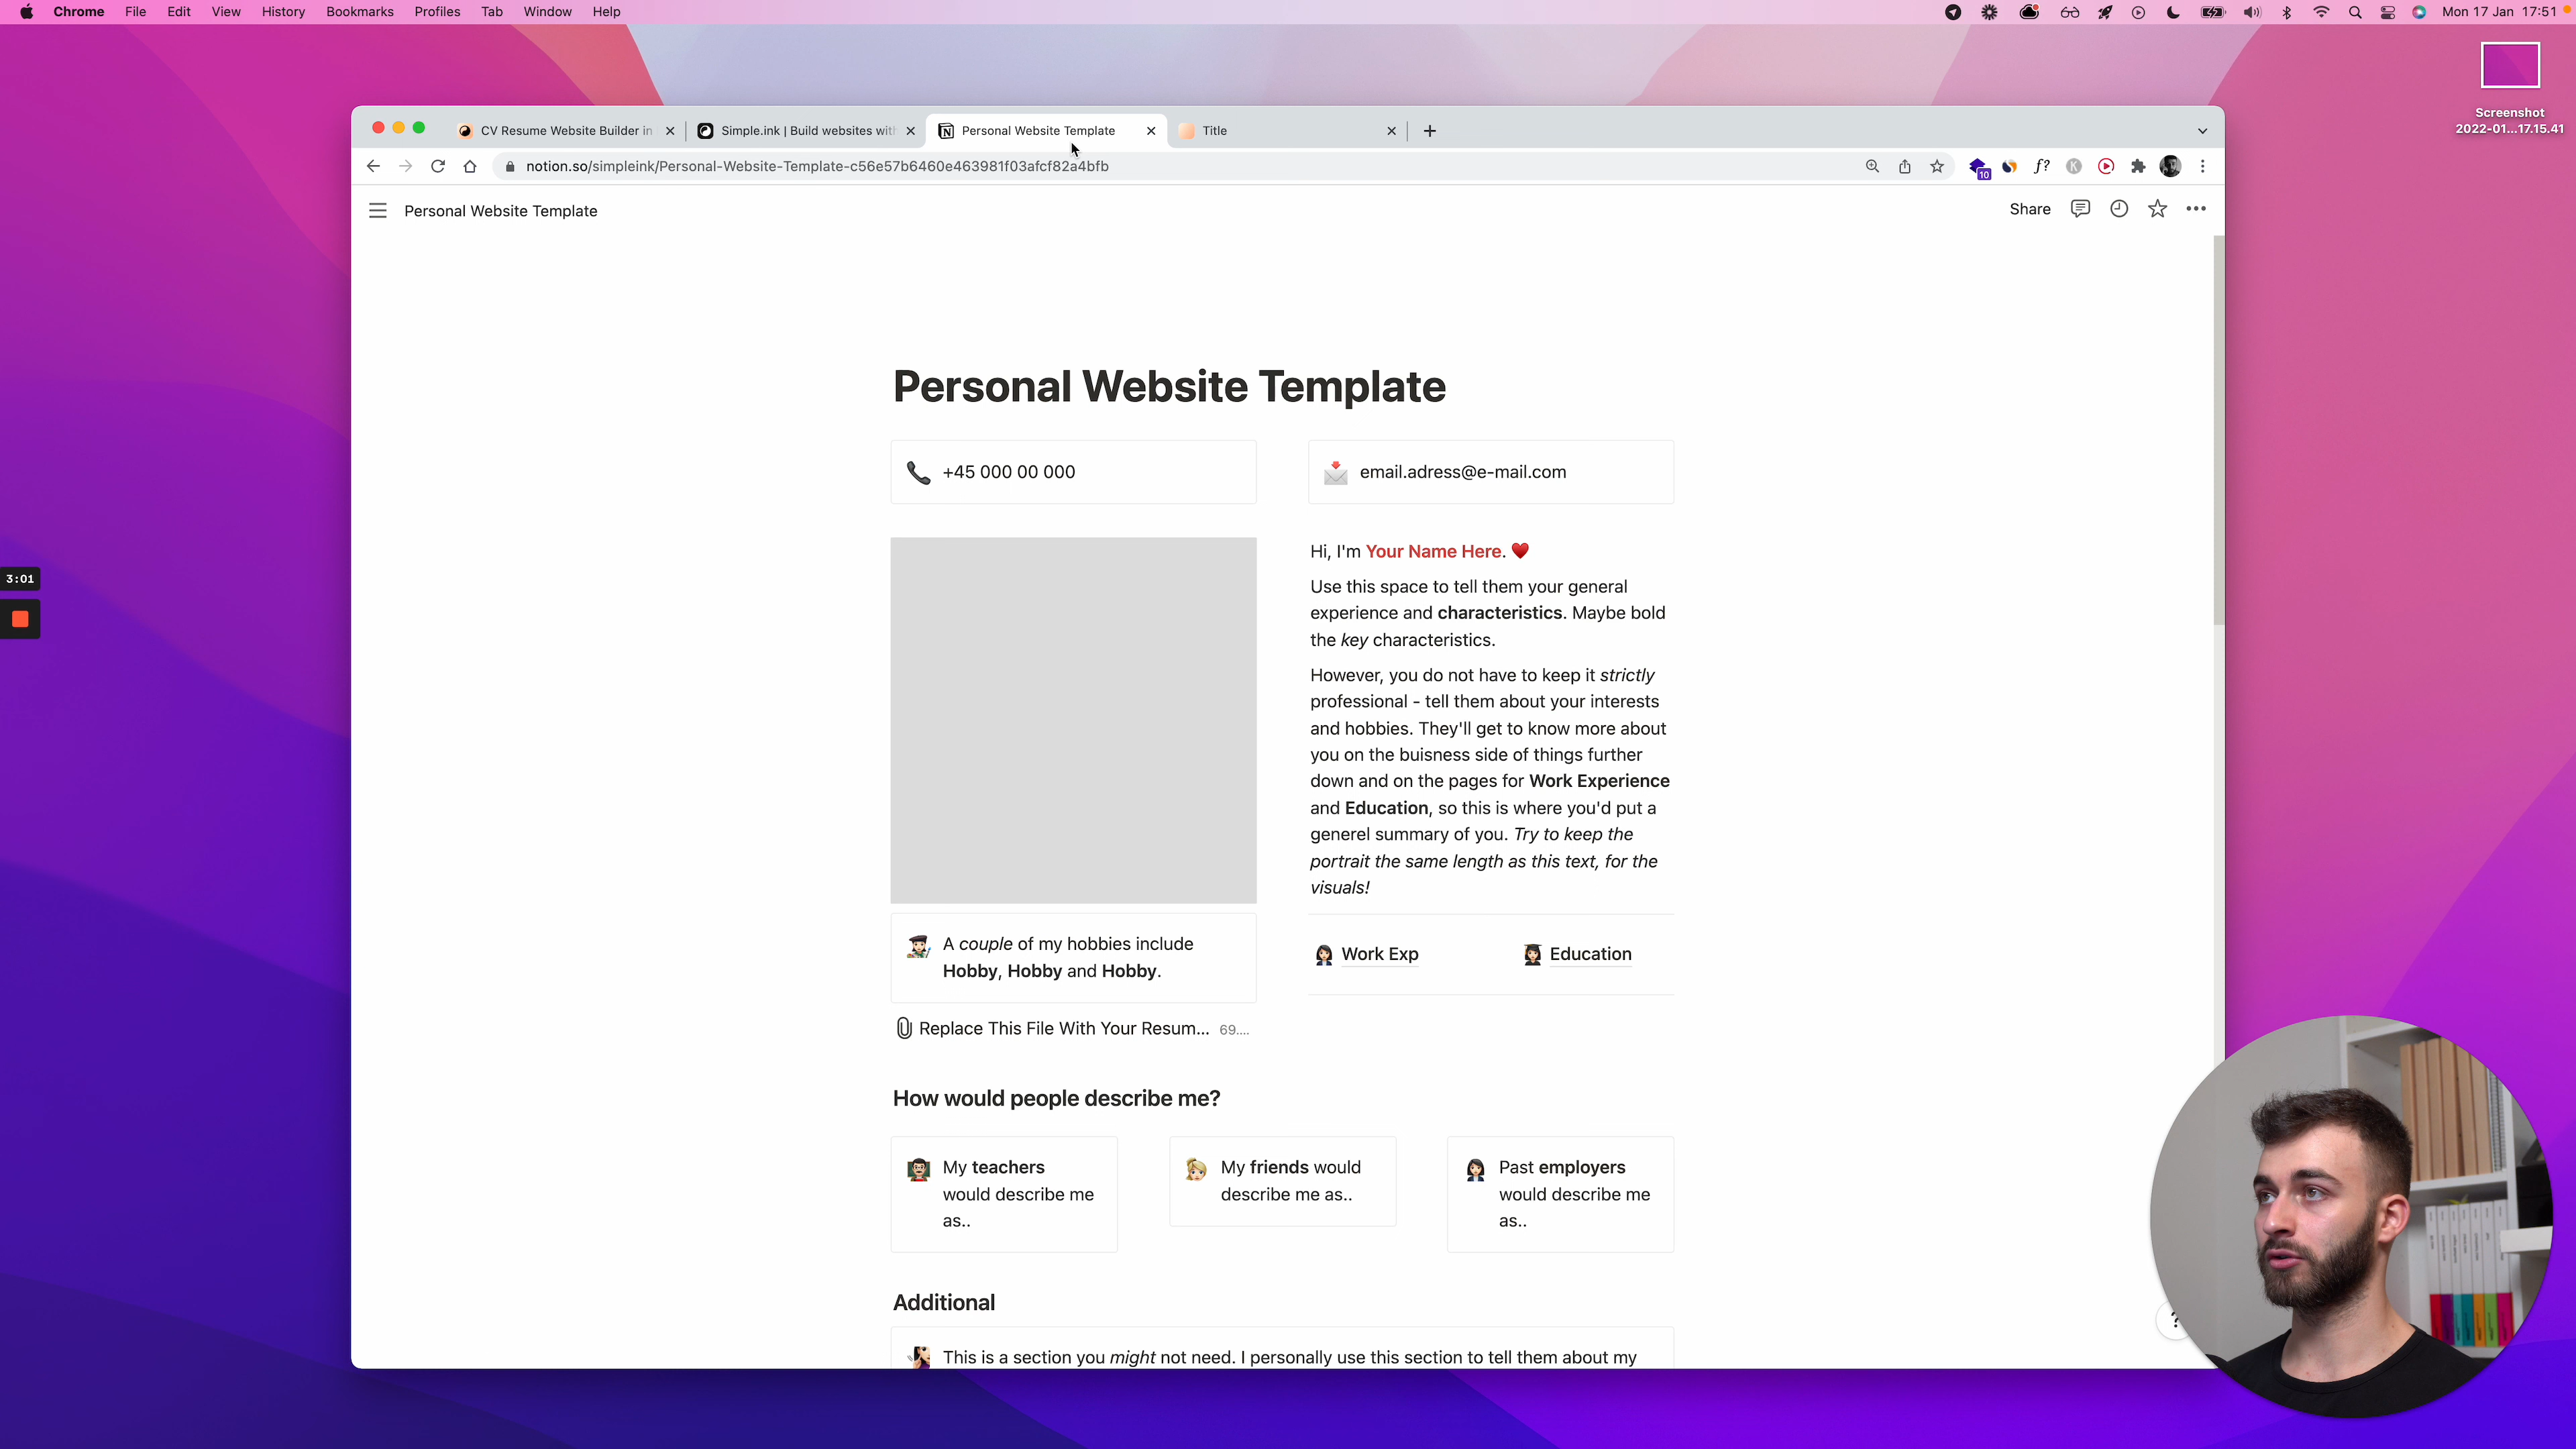 Chrome File Edit View History Bookmarks Profiles Tab Window Help
Mon 17 Jan 17:51
Screenshot
2022-01...17.15.41
CV Resume Website Builder in
Simple.ink | Build websites with
Personal Website Template
Title
notion.so/simpleink/Personal-Website-Template-c56e57b6460e463981f03afcf82a4bfb
10
f?
K
Personal Website Template
Share
Personal Website Template
+45 000 00 000
email.adress@e-mail.com
3:01
Hi, I'm Your Name Here. ❤️
Use this space to tell them your general
experience and characteristics. Maybe bold
the key characteristics.
However, you do not have to keep it strictly
professional - tell them about your interests
and hobbies. They'll get to know more about
you on the buisness side of things further
down and on the pages for Work Experience
and Education, so this is where you'd put a
generel summary of you. Try to keep the
portrait the same length as this text, for the
visuals!
A couple of my hobbies include
Hobby, Hobby and Hobby.
Work Exp
Education
Replace This File With Your Resum... 69....
How would people describe me?
My teachers
would describe me
as..
My friends would
describe me as..
Past employers
would describe me
as..
Additional
This is a section you might not need. I personally use this section to tell them about my
?